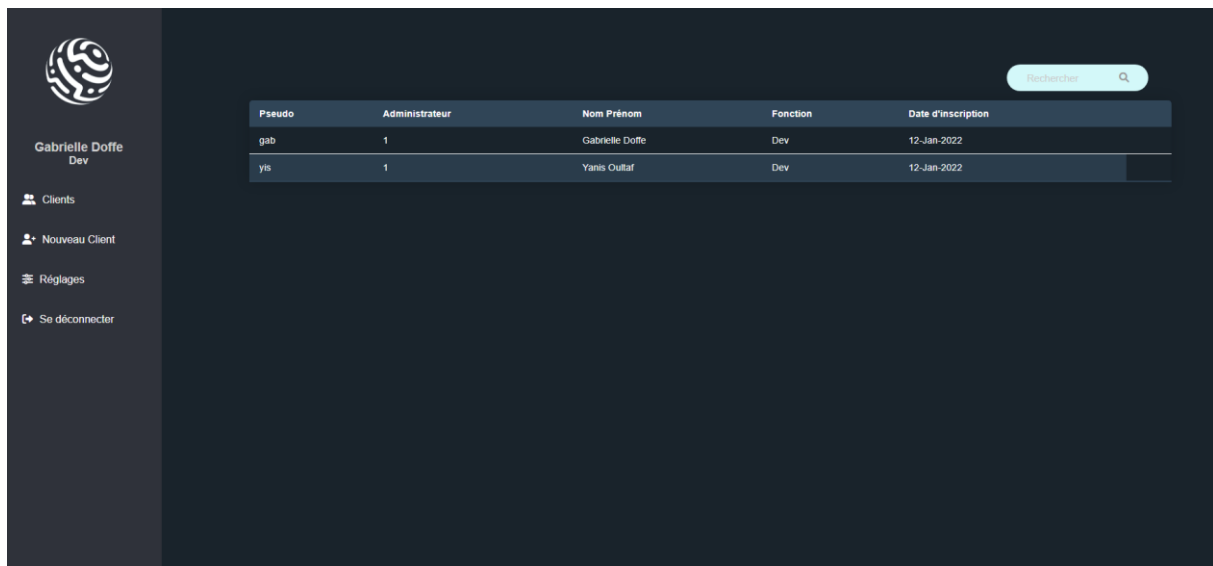 Gabrielle Doffe
Dev
Clients
Nouveau Client
Réglages
Se déconnecter
Rechercher
Pseudo Administrateur Nom Prénom Fonction Date d'inscription
gab 1 Gabrielle Doffe Dev 12-Jan-2022
yis 1 Yanis Oultaf Dev 12-Jan-2022